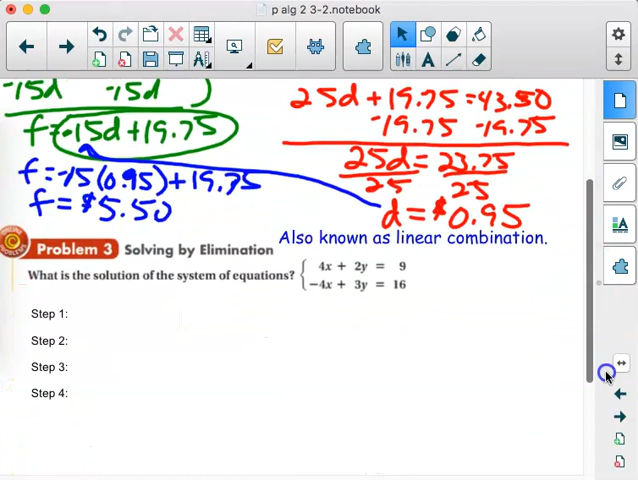 p alg 2 3-2.notebook
-15d -15d
f=-15d+19.75
f=-15(0.95)+19.75
f=$5.50
25d+19.75=43.50
-19.75 -19.75
25d = 23.75
25 25
d=$0.95
Also known as linear combination.
Problem 3 Solving by Elimination
What is the solution of the system of equations? { 4x + 2y = 9
-4x + 3y = 16
Step 1:
Step 2:
Step 3:
Step 4: